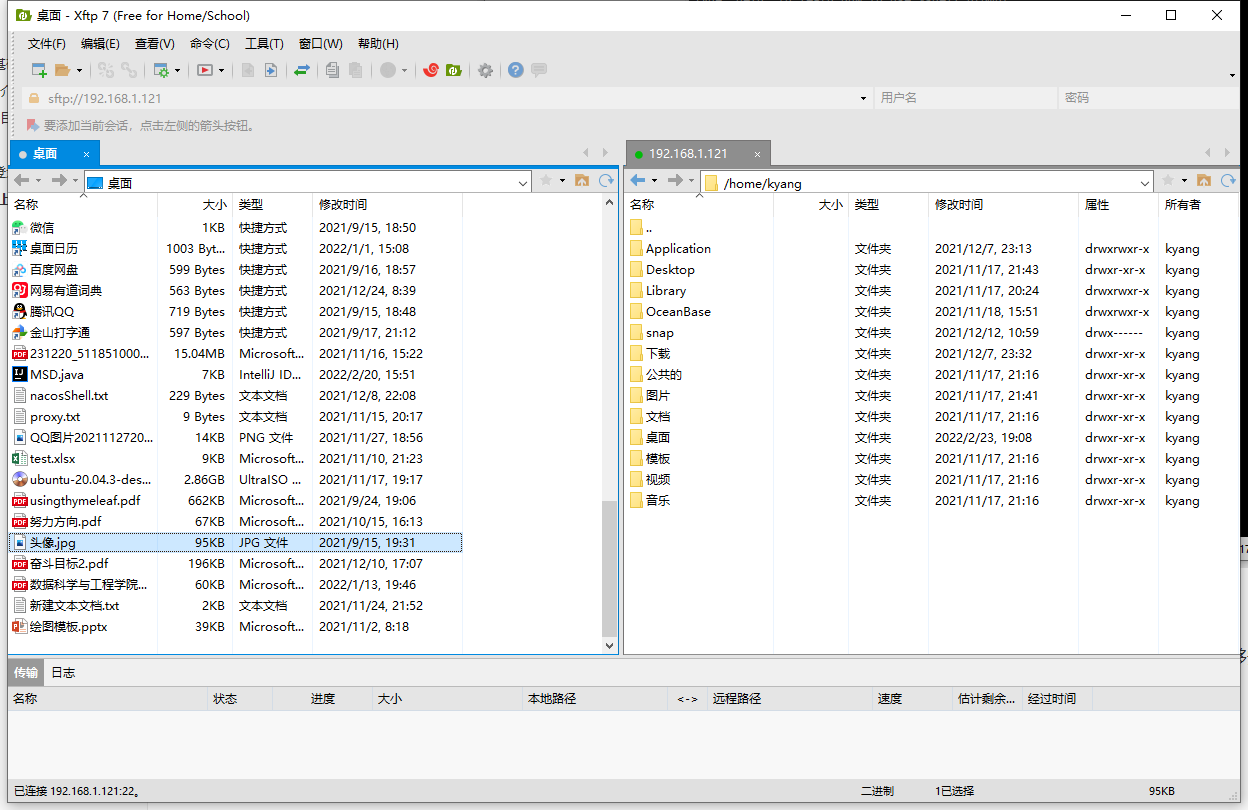 桌面 - Xftp 7 (Free for Home/School)
文件(F) 编辑(E) 查看(V) 命令(C) 工具(T) 窗口(W) 帮助(H)
sftp://192.168.1.121 用户名 密码
要添加当前会话，点击左侧的箭头按钮。
桌面 × 192.168.1.121 ×
桌面 /home/kyang
名称 大小 类型 修改时间
微信 1KB 快捷方式 2021/9/15, 18:50
桌面日历 1003 Byt... 快捷方式 2022/1/1, 15:08
百度网盘 599 Bytes 快捷方式 2021/9/16, 18:57
网易有道词典 563 Bytes 快捷方式 2021/12/24, 8:39
腾讯QQ 719 Bytes 快捷方式 2021/9/15, 18:48
金山打字通 597 Bytes 快捷方式 2021/9/17, 21:12
231220_511851000... 15.04MB Microsoft... 2021/11/16, 15:22
MSD.java 7KB IntelliJ ID... 2022/2/20, 15:51
nacosShell.txt 229 Bytes 文本文档 2021/12/8, 22:08
proxy.txt 9 Bytes 文本文档 2021/11/15, 20:17
QQ图片2021112720... 14KB PNG 文件 2021/11/27, 18:56
test.xlsx 9KB Microsoft... 2021/11/10, 21:23
ubuntu-20.04.3-des... 2.86GB UltraISO ... 2021/11/17, 19:17
usingthymeleaf.pdf 662KB Microsoft... 2021/9/24, 19:06
努力方向.pdf 67KB Microsoft... 2021/10/15, 16:13
头像.jpg 95KB JPG 文件 2021/9/15, 19:31
奋斗目标2.pdf 196KB Microsoft... 2021/12/10, 17:07
数据科学与工程学院... 60KB Microsoft... 2022/1/13, 19:46
新建文本文档.txt 2KB 文本文档 2021/11/24, 21:52
绘图模板.pptx 39KB Microsoft... 2021/11/2, 8:18
名称 大小 类型 修改时间 属性 所有者
..
Application 文件夹 2021/12/7, 23:13 drwxrwxr-x kyang
Desktop 文件夹 2021/11/17, 21:43 drwxr-xr-x kyang
Library 文件夹 2021/11/17, 20:24 drwxrwxr-x kyang
OceanBase 文件夹 2021/11/18, 15:51 drwxrwxr-x kyang
snap 文件夹 2021/12/12, 10:59 drwx------ kyang
下载 文件夹 2021/12/7, 23:32 drwxr-xr-x kyang
公共的 文件夹 2021/11/17, 21:16 drwxr-xr-x kyang
图片 文件夹 2021/11/17, 21:41 drwxr-xr-x kyang
文档 文件夹 2021/11/17, 21:16 drwxr-xr-x kyang
桌面 文件夹 2022/2/23, 19:08 drwxr-xr-x kyang
模板 文件夹 2021/11/17, 21:16 drwxr-xr-x kyang
视频 文件夹 2021/11/17, 21:16 drwxr-xr-x kyang
音乐 文件夹 2021/11/17, 21:16 drwxr-xr-x kyang
传输 日志
名称 状态 进度 大小 本地路径 <-> 远程路径 速度 估计剩余... 经过时间
已连接 192.168.1.121:22。 二进制 1已选择 95KB